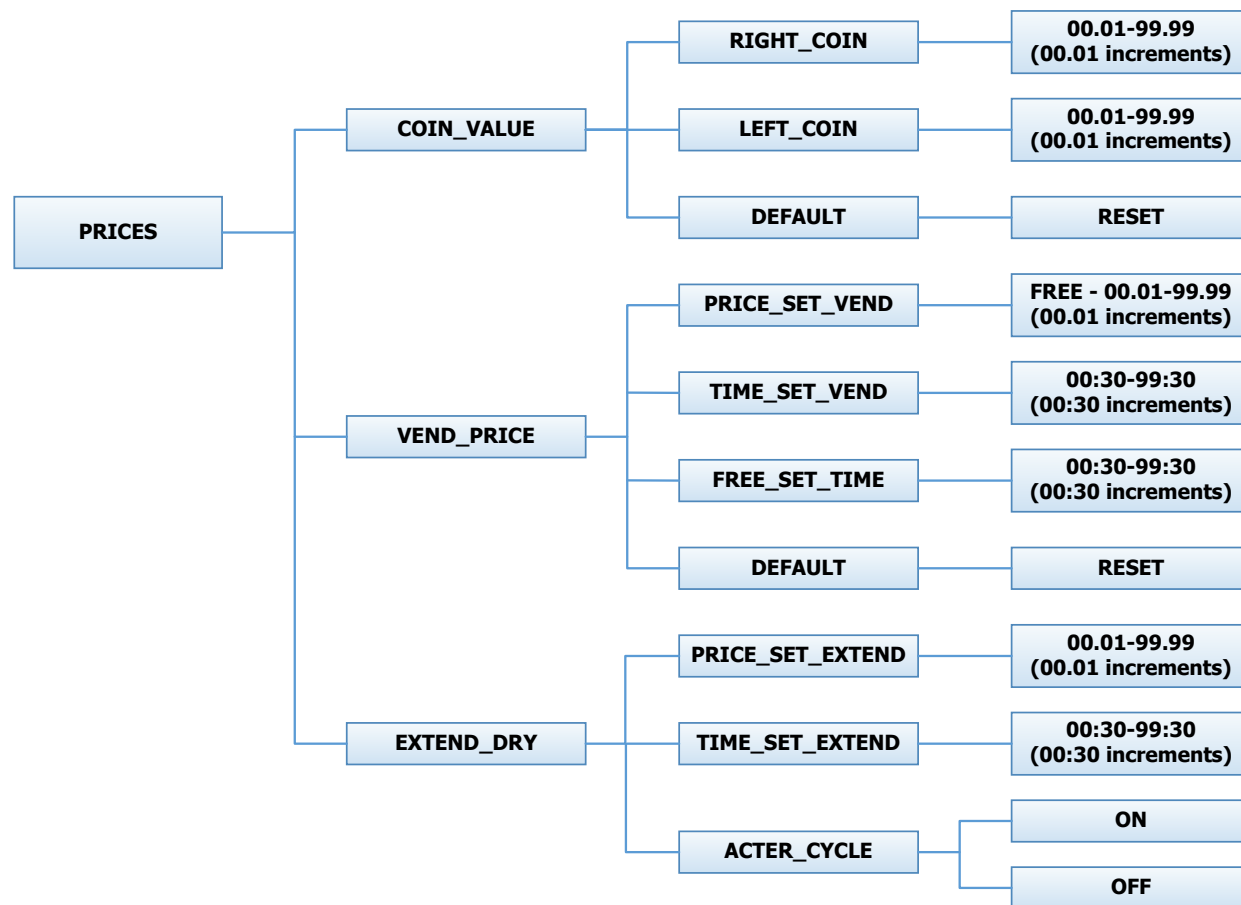 PRICES
COIN_VALUE
RIGHT_COIN
00.01-99.99
(00.01 increments)
LEFT_COIN
00.01-99.99
(00.01 increments)
DEFAULT
RESET
VEND_PRICE
PRICE_SET_VEND
FREE - 00.01-99.99
(00.01 increments)
TIME_SET_VEND
00:30-99:30
(00:30 increments)
FREE_SET_TIME
00:30-99:30
(00:30 increments)
DEFAULT
RESET
EXTEND_DRY
PRICE_SET_EXTEND
00.01-99.99
(00.01 increments)
TIME_SET_EXTEND
00:30-99:30
(00:30 increments)
ACTER_CYCLE
ON
OFF